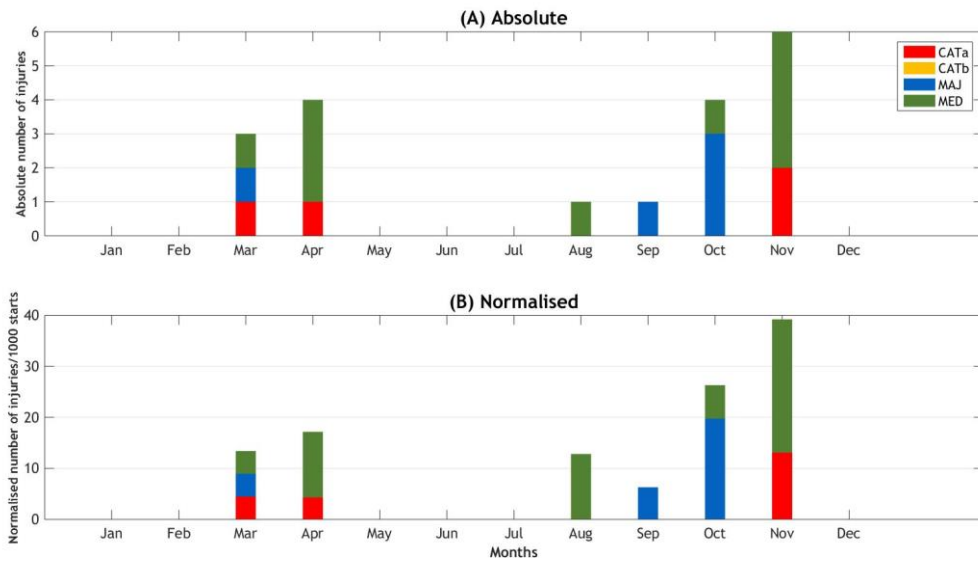 (A) Absolute
Absolute number of injuries
6
5
4
3
2
1
0
CATa
CATb
MAJ
MED
Jan Feb Mar Apr May Jun Jul Aug Sep Oct Nov Dec
(B) Normalised
Normalised number of injuries/1000 starts
40
30
20
10
0
Jan Feb Mar Apr May Jun Jul Aug Sep Oct Nov Dec
Months